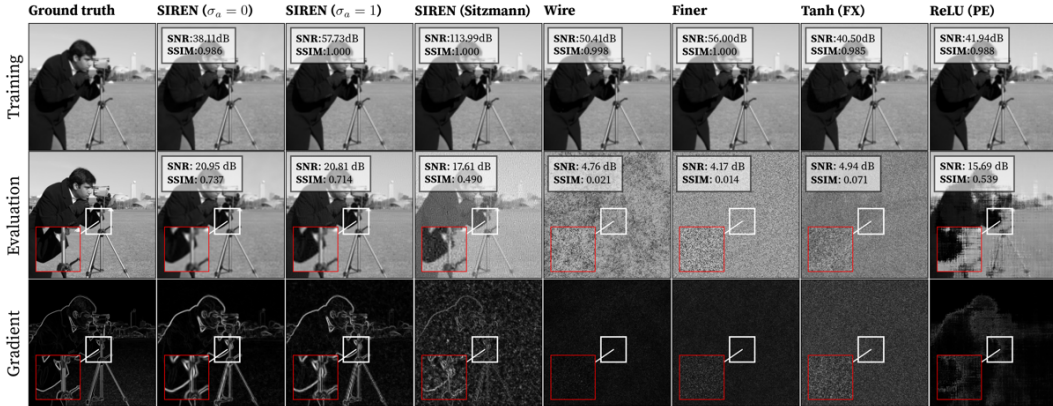 Ground truth SIREN (σₐ = 0) SIREN (σₐ = 1) SIREN (Sitzmann) Wire Finer Tanh (FX) ReLU (PE)
Training
SNR:38.11dB
SSIM:0.986
SNR:57.73dB
SSIM:1.000
SNR:113.99dB
SSIM:1.000
SNR:50.41dB
SSIM:0.998
SNR:56.00dB
SSIM:1.000
SNR:40.50dB
SSIM:0.985
SNR:41.94dB
SSIM:0.988
Evaluation
SNR: 20.95 dB
SSIM: 0.737
SNR: 20.81 dB
SSIM: 0.714
SNR: 17.61 dB
SSIM: 0.490
SNR: 4.76 dB
SSIM: 0.021
SNR: 4.17 dB
SSIM: 0.014
SNR: 4.94 dB
SSIM: 0.071
SNR: 15.69 dB
SSIM: 0.539
Gradient